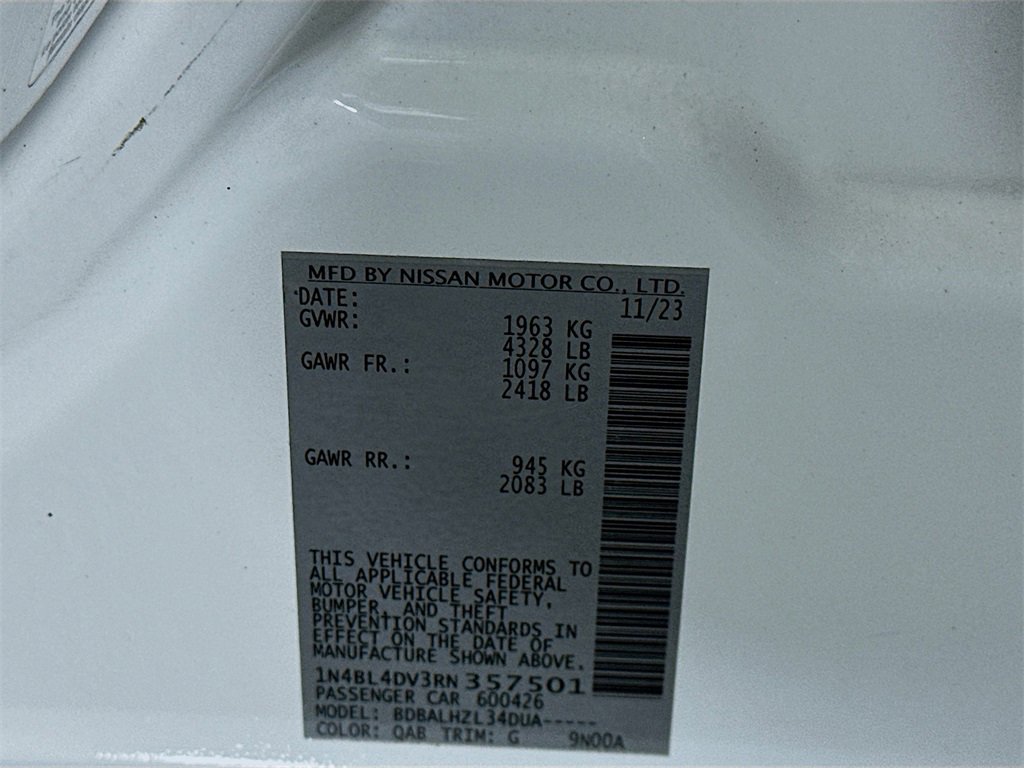 MFD BY NISSAN MOTOR CO., LTD.
DATE: 11/23
GVWR: 1963 KG
4328 LB
GAWR FR.: 1097 KG
2418 LB
GAWR RR.: 945 KG
2083 LB
THIS VEHICLE CONFORMS TO
ALL APPLICABLE FEDERAL
MOTOR VEHICLE SAFETY,
BUMPER, AND THEFT
PREVENTION STANDARDS IN
EFFECT ON THE DATE OF
MANUFACTURE SHOWN ABOVE.
1N4BL4DV3RN357501
PASSENGER CAR 600426
MODEL: BDBALHZL34DUA-----
COLOR: QAB TRIM: G 9N00A